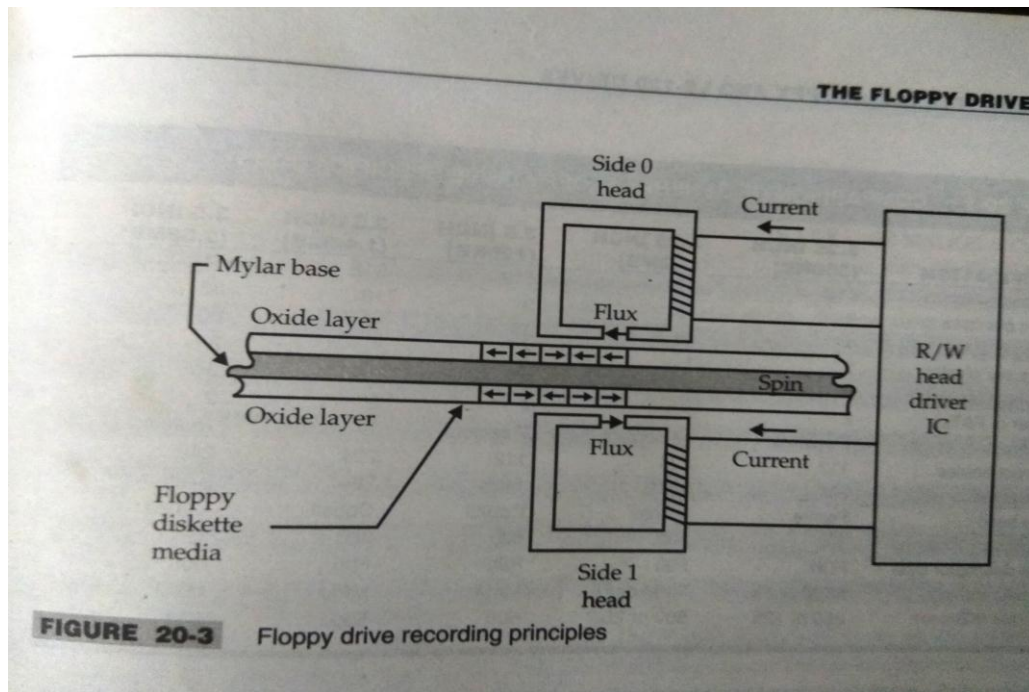 THE FLOPPY DRIVE
Side 0
head
Current
Mylar base
Oxide layer
Flux
R/W
head
driver
IC
Spin
Oxide layer
Flux
Current
Floppy
diskette
media
Side 1
head
FIGURE 20-3 Floppy drive recording principles